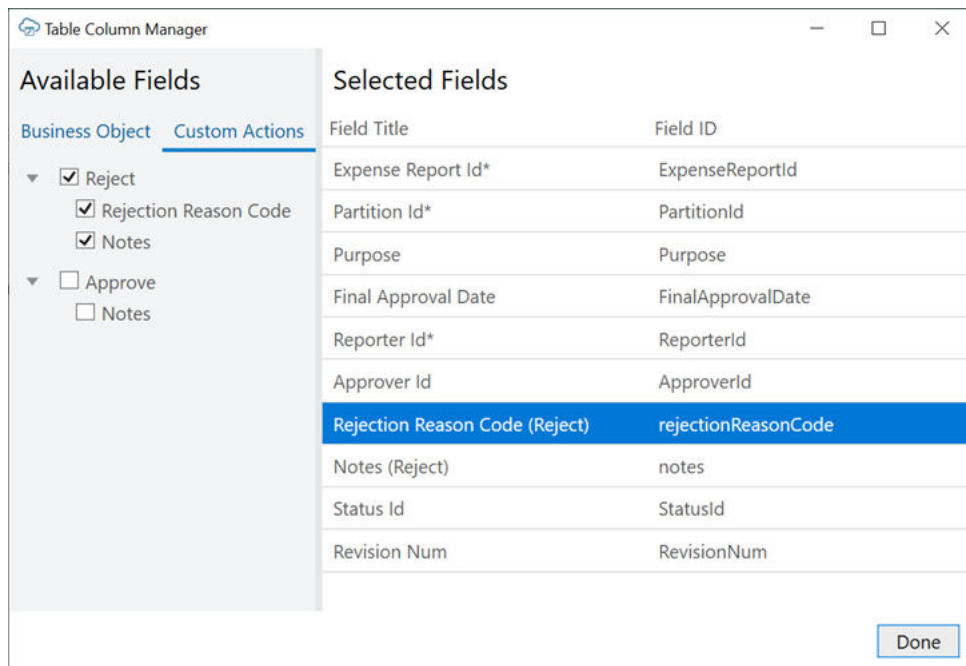 Table Column Manager
Available Fields
Business Object Custom Actions
Reject
Rejection Reason Code
Notes
Approve
Notes
Selected Fields
Field Title Field ID
Expense Report Id* ExpenseReportId
Partition Id* PartitionId
Purpose Purpose
Final Approval Date FinalApprovalDate
Reporter Id* ReporterId
Approver Id ApproverId
Rejection Reason Code (Reject) rejectionReasonCode
Notes (Reject) notes
Status Id StatusId
Revision Num RevisionNum
Done